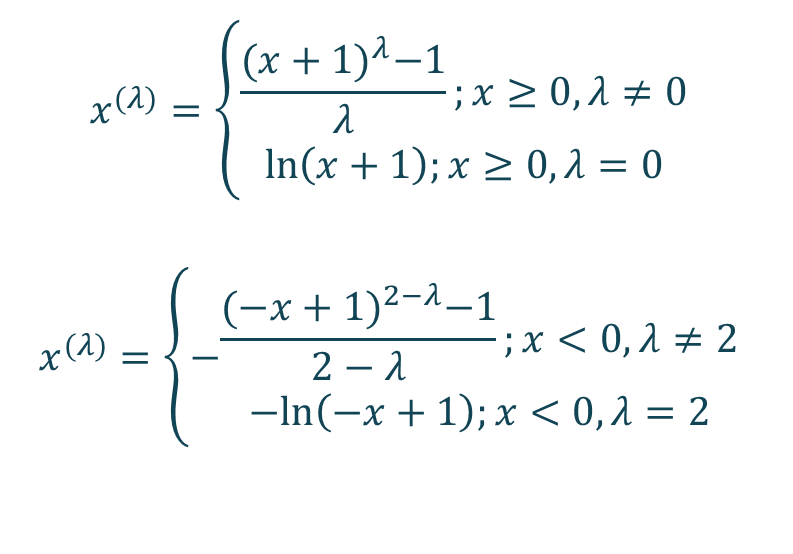 x^(λ) = { ((x + 1)^λ−1)/λ ; x ≥ 0, λ ≠ 0
ln(x + 1); x ≥ 0, λ = 0
x^(λ) = { −((−x + 1)^(2−λ)−1)/(2 − λ) ; x < 0, λ ≠ 2
−ln(−x + 1); x < 0, λ = 2